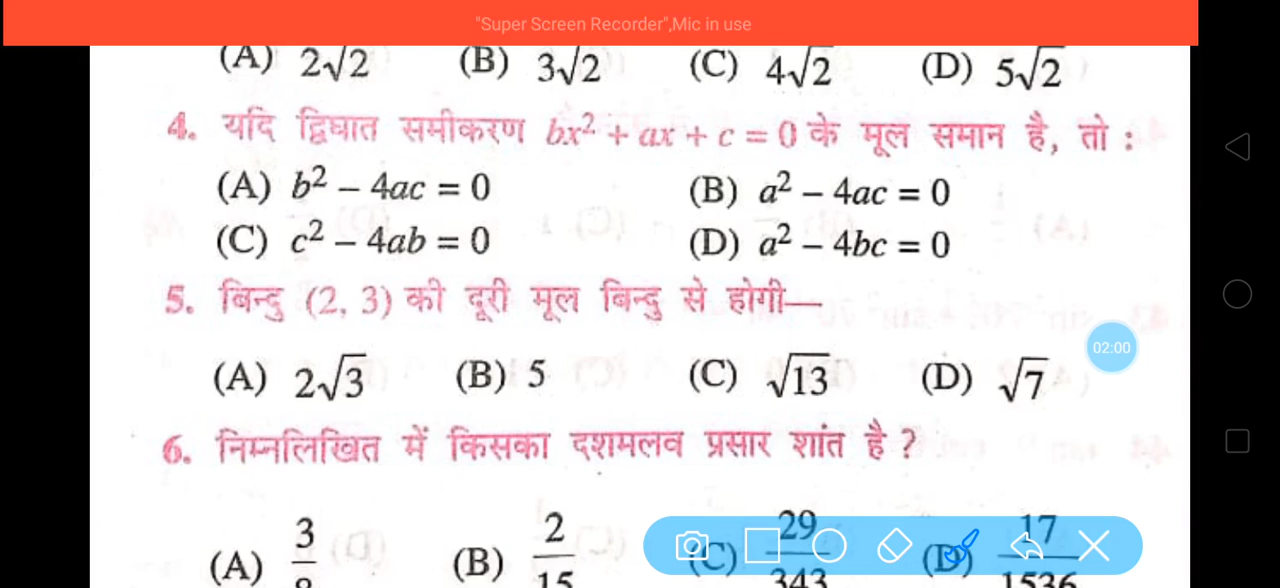 "Super Screen Recorder",Mic in use
(A) 2√2 (B) 3√2 (C) 4√2 (D) 5√2
4. यदि द्विघात समीकरण bx² + ax + c = 0 के मूल समान है, तो :
(A) b² – 4ac = 0 (B) a² – 4ac = 0
(C) c² – 4ab = 0 (D) a² – 4bc = 0
5. बिन्दु (2, 3) की दूरी मूल बिन्दु से होगी—
02:00
(A) 2√3 (B) 5 (C) √13 (D) √7
6. निम्नलिखित में किसका दशमलव प्रसार शांत है ?
(A) 3/8 (B) 2/15 (C) 29/343 (D) 17/1536